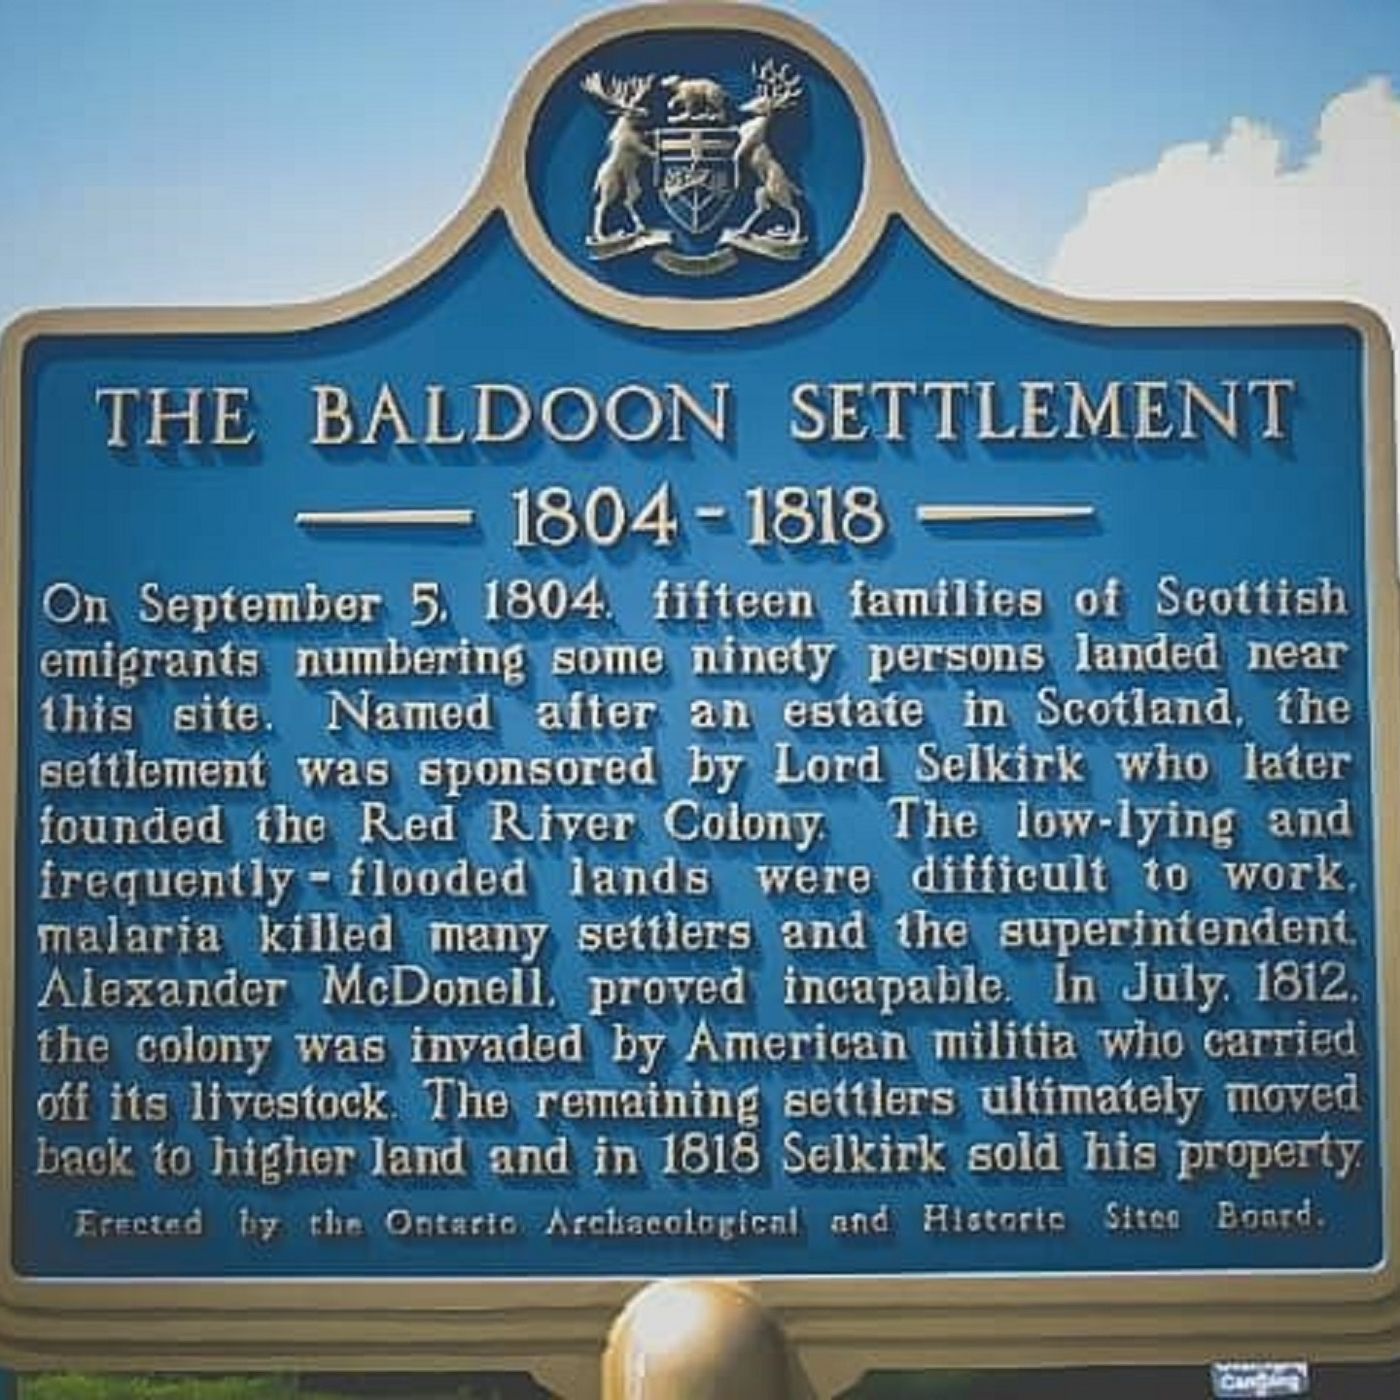 THE BALDOON SETTLEMENT
1804-1818
On September 5, 1804, fifteen families of Scottish
emigrants numbering some ninety persons landed near
this site. Named after an estate in Scotland, the
settlement was sponsored by Lord Selkirk who later
founded the Red River Colony. The low-lying and
frequently-flooded lands were difficult to work,
malaria killed many settlers and the superintendent,
Alexander McDonell, proved incapable. In July, 1812,
the colony was invaded by American militia who carried
off its livestock. The remaining settlers ultimately moved
back to higher land and in 1818 Selkirk sold his property.
Erected by the Ontario Archaeological and Historic Sites Board.